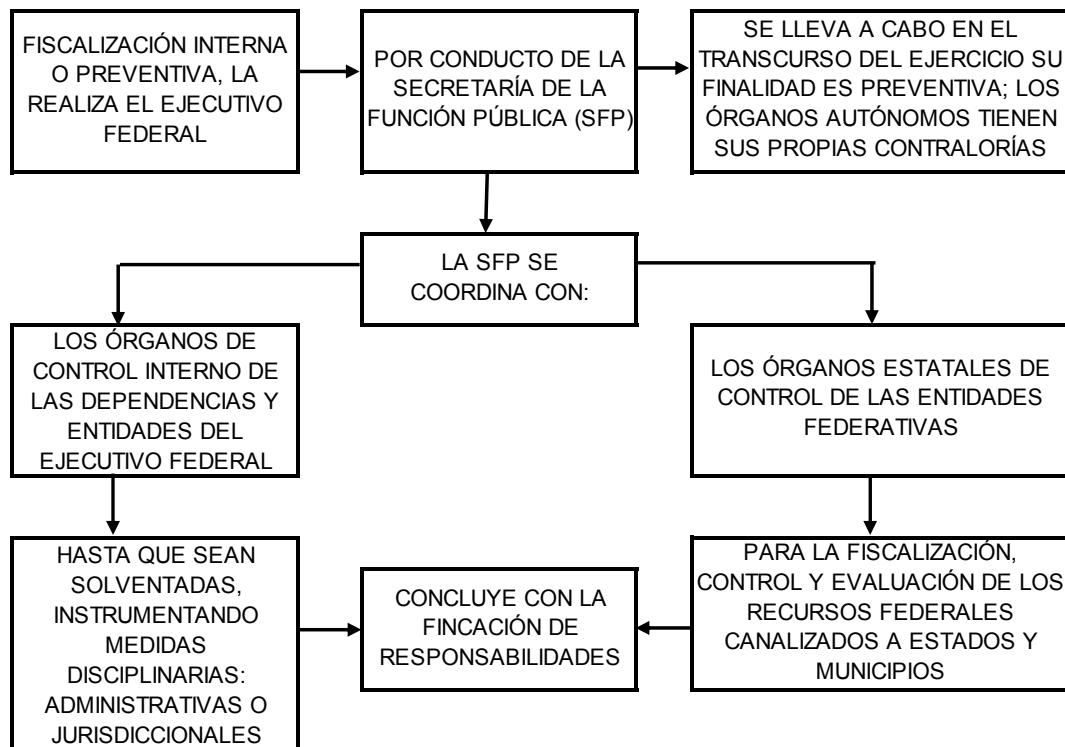 FISCALIZACIÓN INTERNA
O PREVENTIVA, LA
REALIZA EL EJECUTIVO
FEDERAL
POR CONDUCTO DE LA
SECRETARÍA DE LA
FUNCIÓN PÚBLICA (SFP)
SE LLEVA A CABO EN EL
TRANSCURSO DEL EJERCICIO SU
FINALIDAD ES PREVENTIVA; LOS
ÓRGANOS AUTÓNOMOS TIENEN
SUS PROPIAS CONTRALORÍAS
LA SFP SE
COORDINA CON:
LOS ÓRGANOS DE
CONTROL INTERNO DE
LAS DEPENDENCIAS Y
ENTIDADES DEL
EJECUTIVO FEDERAL
LOS ÓRGANOS ESTATALES DE
CONTROL DE LAS ENTIDADES
FEDERATIVAS
HASTA QUE SEAN
SOLVENTADAS,
INSTRUMENTANDO
MEDIDAS
DISCIPLINARIAS:
ADMINISTRATIVAS O
JURISDICCIONALES
CONCLUYE CON LA
FINCACIÓN DE
RESPONSABILIDADES
PARA LA FISCALIZACIÓN,
CONTROL Y EVALUACIÓN DE LOS
RECURSOS FEDERALES
CANALIZADOS A ESTADOS Y
MUNICIPIOS